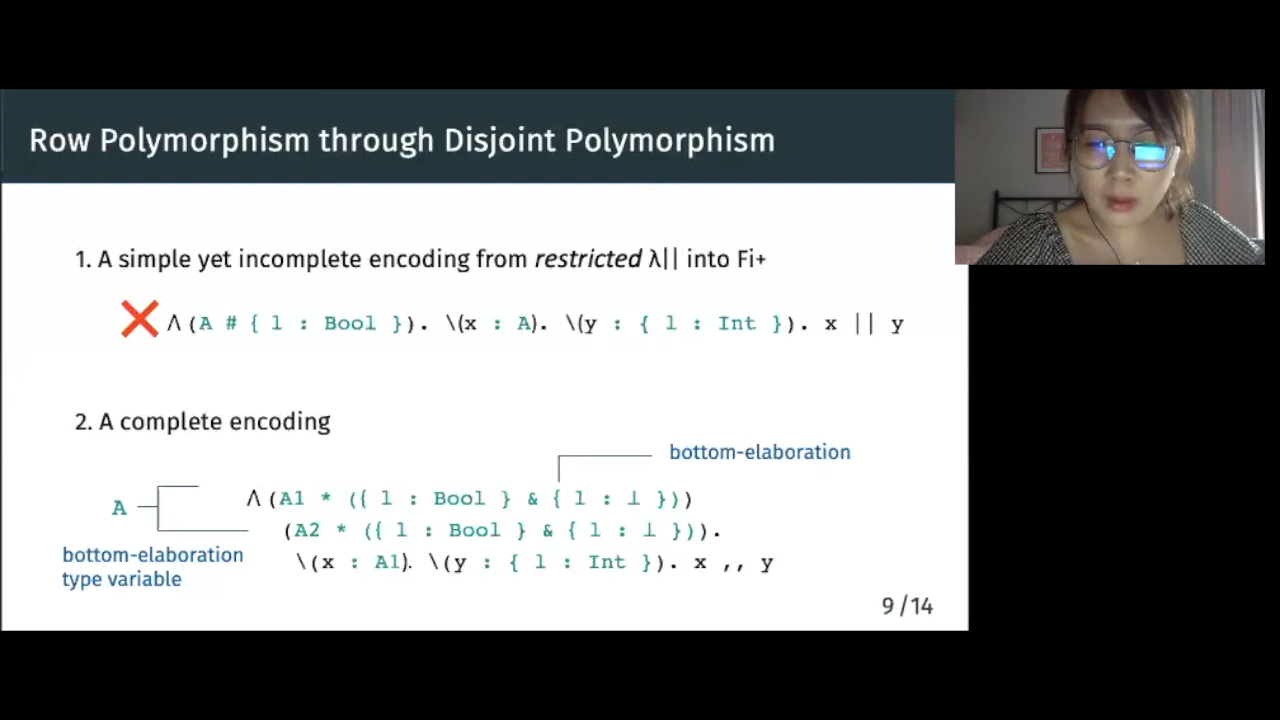 Row Polymorphism through Disjoint Polymorphism
1. A simple yet incomplete encoding from restricted λ|| into Fi+
❌ Λ(A # { l : Bool }). \(x : A). \(y : { l : Int }). x || y
2. A complete encoding
bottom-elaboration
A
Λ(A1 * ({ l : Bool } & { l : ⊥ }))
(A2 * ({ l : Bool } & { l : ⊥ })).
bottom-elaboration
type variable
\(x : A1). \(y : { l : Int }). x ,, y
9/14